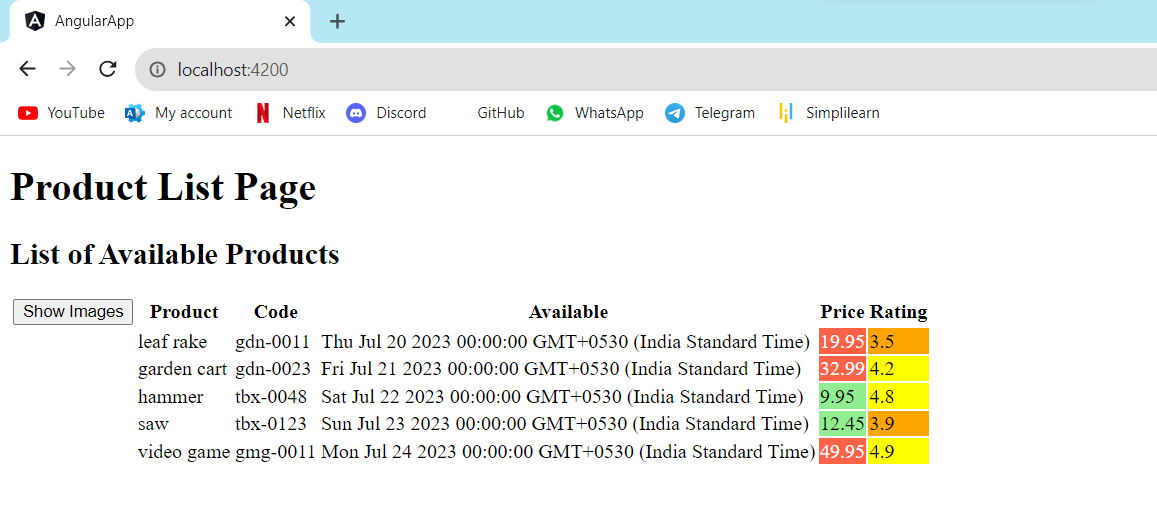 AngularApp
localhost:4200
YouTube My account Netflix Discord GitHub WhatsApp Telegram Simplilearn
Product List Page
List of Available Products
Show Images Product Code Available Price Rating
leaf rake gdn-0011 Thu Jul 20 2023 00:00:00 GMT+0530 (India Standard Time) 19.95 3.5
garden cart gdn-0023 Fri Jul 21 2023 00:00:00 GMT+0530 (India Standard Time) 32.99 4.2
hammer tbx-0048 Sat Jul 22 2023 00:00:00 GMT+0530 (India Standard Time) 9.95 4.8
saw tbx-0123 Sun Jul 23 2023 00:00:00 GMT+0530 (India Standard Time) 12.45 3.9
video game gmg-0011 Mon Jul 24 2023 00:00:00 GMT+0530 (India Standard Time) 49.95 4.9